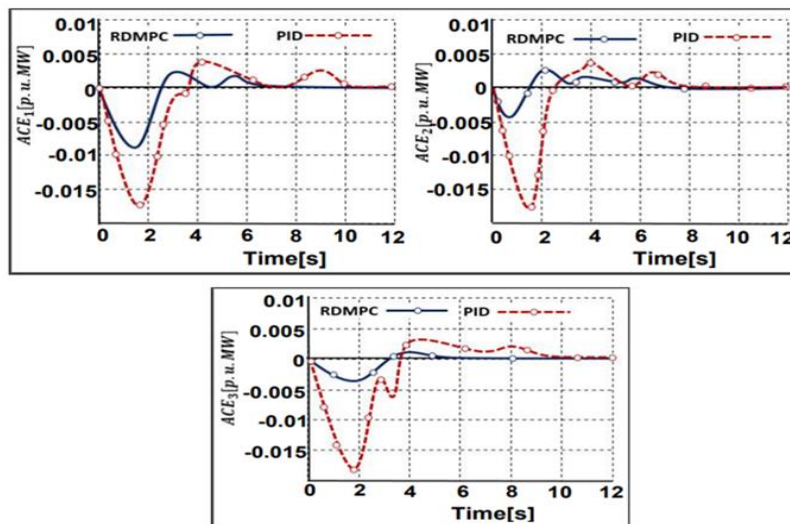 0.01
RDMPC PID
0.005
0
-0.005
-0.01
-0.015
ACE₁[p.u.MW]
0 2 4 6 8 10 12
Time[s]
0.01
RDMPC PID
0.005
0
-0.005
-0.01
-0.015
ACE₂[p.u.MW]
0 2 4 6 8 10 12
Time[s]
0.01
RDMPC PID
0.005
0
-0.005
-0.01
-0.015
ACE₃[p.u.MW]
0 2 4 6 8 10 12
Time[s]